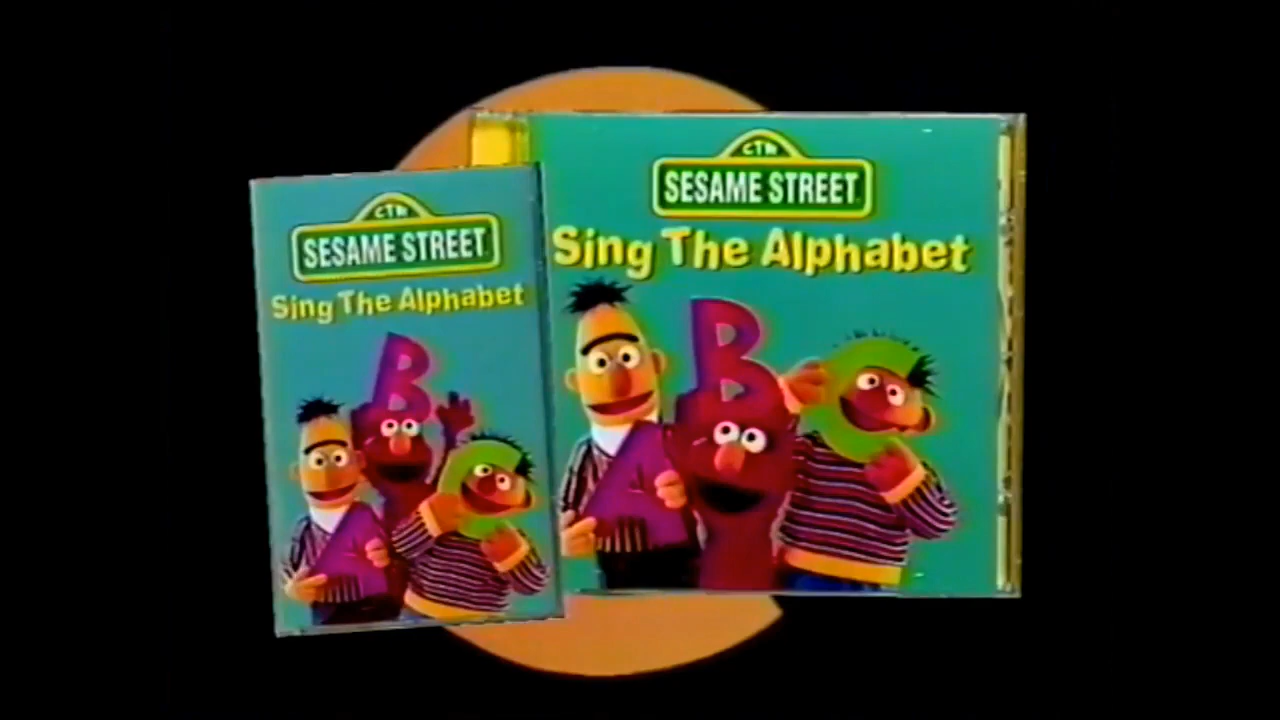 CTW
SESAME STREET
Sing The Alphabet
B
A
CTW
SESAME STREET
Sing The Alphabet
B
A